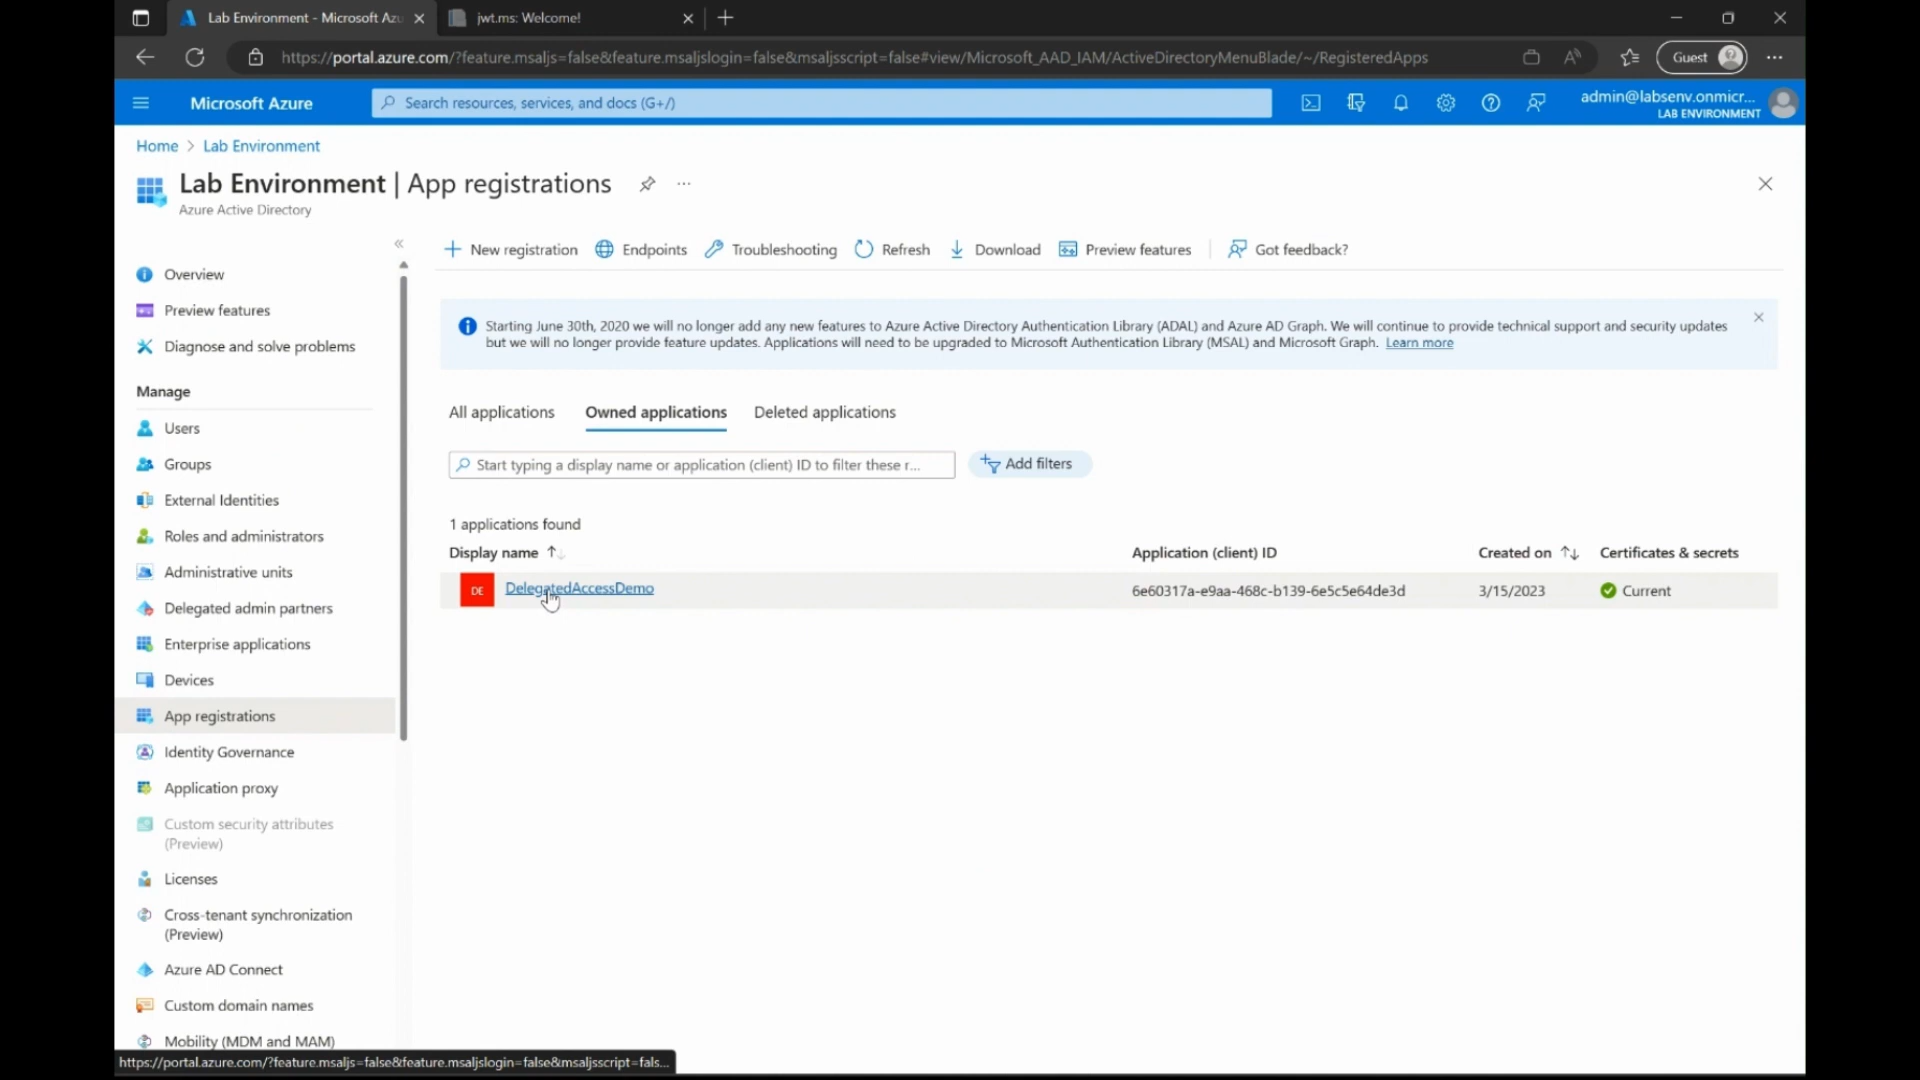 Lab Environment - Microsoft Azu
jwt.ms: Welcome!
https://portal.azure.com/?feature.msaljs=false&feature.msaljslogin=false&msaljsscript=false#view/Microsoft_AAD_IAM/ActiveDirectoryMenuBlade/~/RegisteredApps
Guest
Microsoft Azure
Search resources, services, and docs (G+/)
admin@labsenv.onmicr...
LAB ENVIRONMENT
Home > Lab Environment
Lab Environment | App registrations
Azure Active Directory
New registration
Endpoints
Troubleshooting
Refresh
Download
Preview features
Got feedback?
Overview
Preview features
Diagnose and solve problems
Manage
Users
Groups
External Identities
Roles and administrators
Administrative units
Delegated admin partners
Enterprise applications
Devices
App registrations
Identity Governance
Application proxy
Custom security attributes
(Preview)
Licenses
Cross-tenant synchronization
(Preview)
Azure AD Connect
Custom domain names
Mobility (MDM and MAM)
Starting June 30th, 2020 we will no longer add any new features to Azure Active Directory Authentication Library (ADAL) and Azure AD Graph. We will continue to provide technical support and security updates
but we will no longer provide feature updates. Applications will need to be upgraded to Microsoft Authentication Library (MSAL) and Microsoft Graph. Learn more
All applications
Owned applications
Deleted applications
Start typing a display name or application (client) ID to filter these r...
Add filters
1 applications found
Display name
Application (client) ID
Created on
Certificates & secrets
DE
DelegatedAccessDemo
6e60317a-e9aa-468c-b139-6e5c5e64de3d
3/15/2023
Current
https://portal.azure.com/?feature.msaljs=false&feature.msaljslogin=false&msaljsscript=fals...